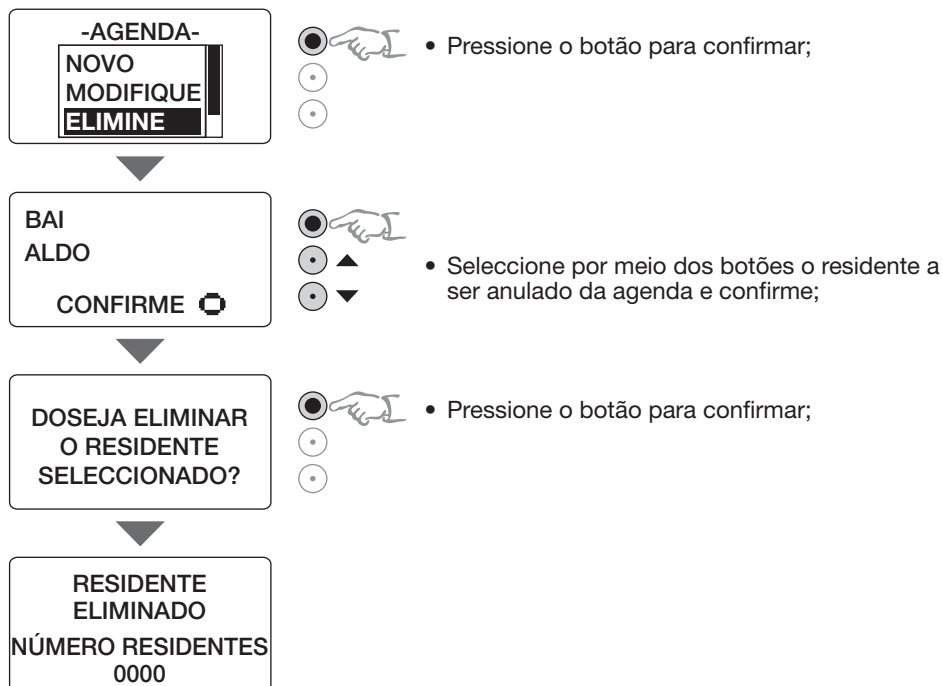 -AGENDA-
NOVO
MODIFIQUE
ELIMINE
• Pressione o botão para confirmar;
BAI
ALDO
CONFIRME
• Seleccione por meio dos botões o residente a
ser anulado da agenda e confirme;
DOSEJA ELIMINAR
O RESIDENTE
SELECCIONADO?
• Pressione o botão para confirmar;
RESIDENTE
ELIMINADO
NÚMERO RESIDENTES
0000